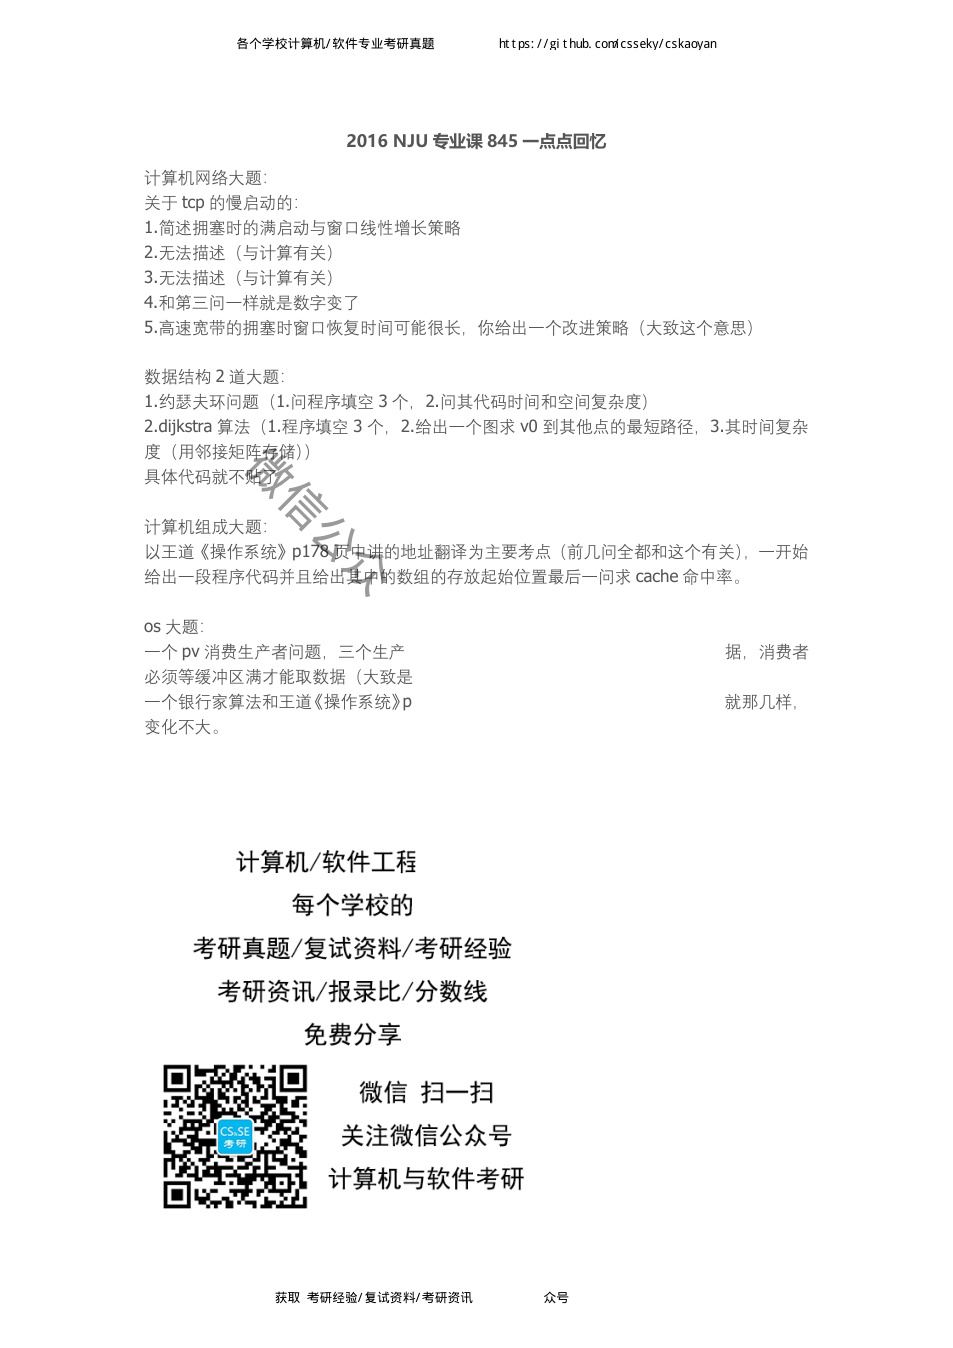 各个学校计算机/软件专业考研真题 https://github.com/csseky/cskaoyan
2016 NJU 专业课 845 一点点回忆
计算机网络大题：
关于 tcp 的慢启动的：
1.简述拥塞时的满启动与窗口线性增长策略
2.无法描述（与计算有关）
3.无法描述（与计算有关）
4.和第三问一样就是数字变了
5.高速宽带的拥塞时窗口恢复时间可能很长，你给出一个改进策略（大致这个意思）
数据结构 2 道大题：
1.约瑟夫环问题（1.问程序填空 3 个，2.问其代码时间和空间复杂度）
2.dijkstra 算法（1.程序填空 3 个，2.给出一个图求 v0 到其他点的最短路径，3.其时间复杂
度（用邻接矩阵存储））
具体代码就不贴了
微信公众
计算机组成大题：
以王道《操作系统》p178 页中讲的地址翻译为主要考点（前几问全都和这个有关），一开始
给出一段程序代码并且给出其中的数组的存放起始位置最后一问求 cache 命中率。
os 大题：
一个 pv 消费生产者问题，三个生产 据，消费者
必须等缓冲区满才能取数据（大致是
一个银行家算法和王道《操作系统》p 就那几样，
变化不大。
计算机/软件工程
每个学校的
考研真题/复试资料/考研经验
考研资讯/报录比/分数线
免费分享
CS&SE
考研
微信 扫一扫
关注微信公众号
计算机与软件考研
获取 考研经验/复试资料/考研资讯 众号